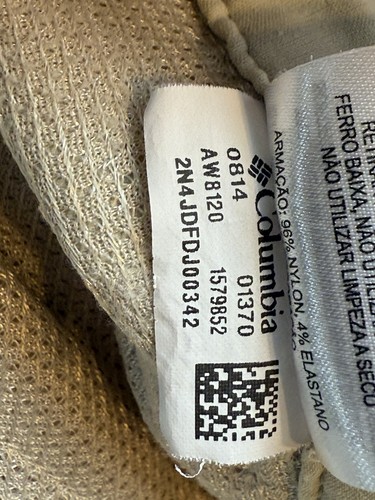 Columbia
0814 01370
AW8120 1579852
2N4JDFDJ00342
ARMAÇÃO: 96% NYLON, 4% ELASTANO
FERRO BAIXA, NÃO UTILIZ
NÃO UTILIZAR LIMPEZA A SECO